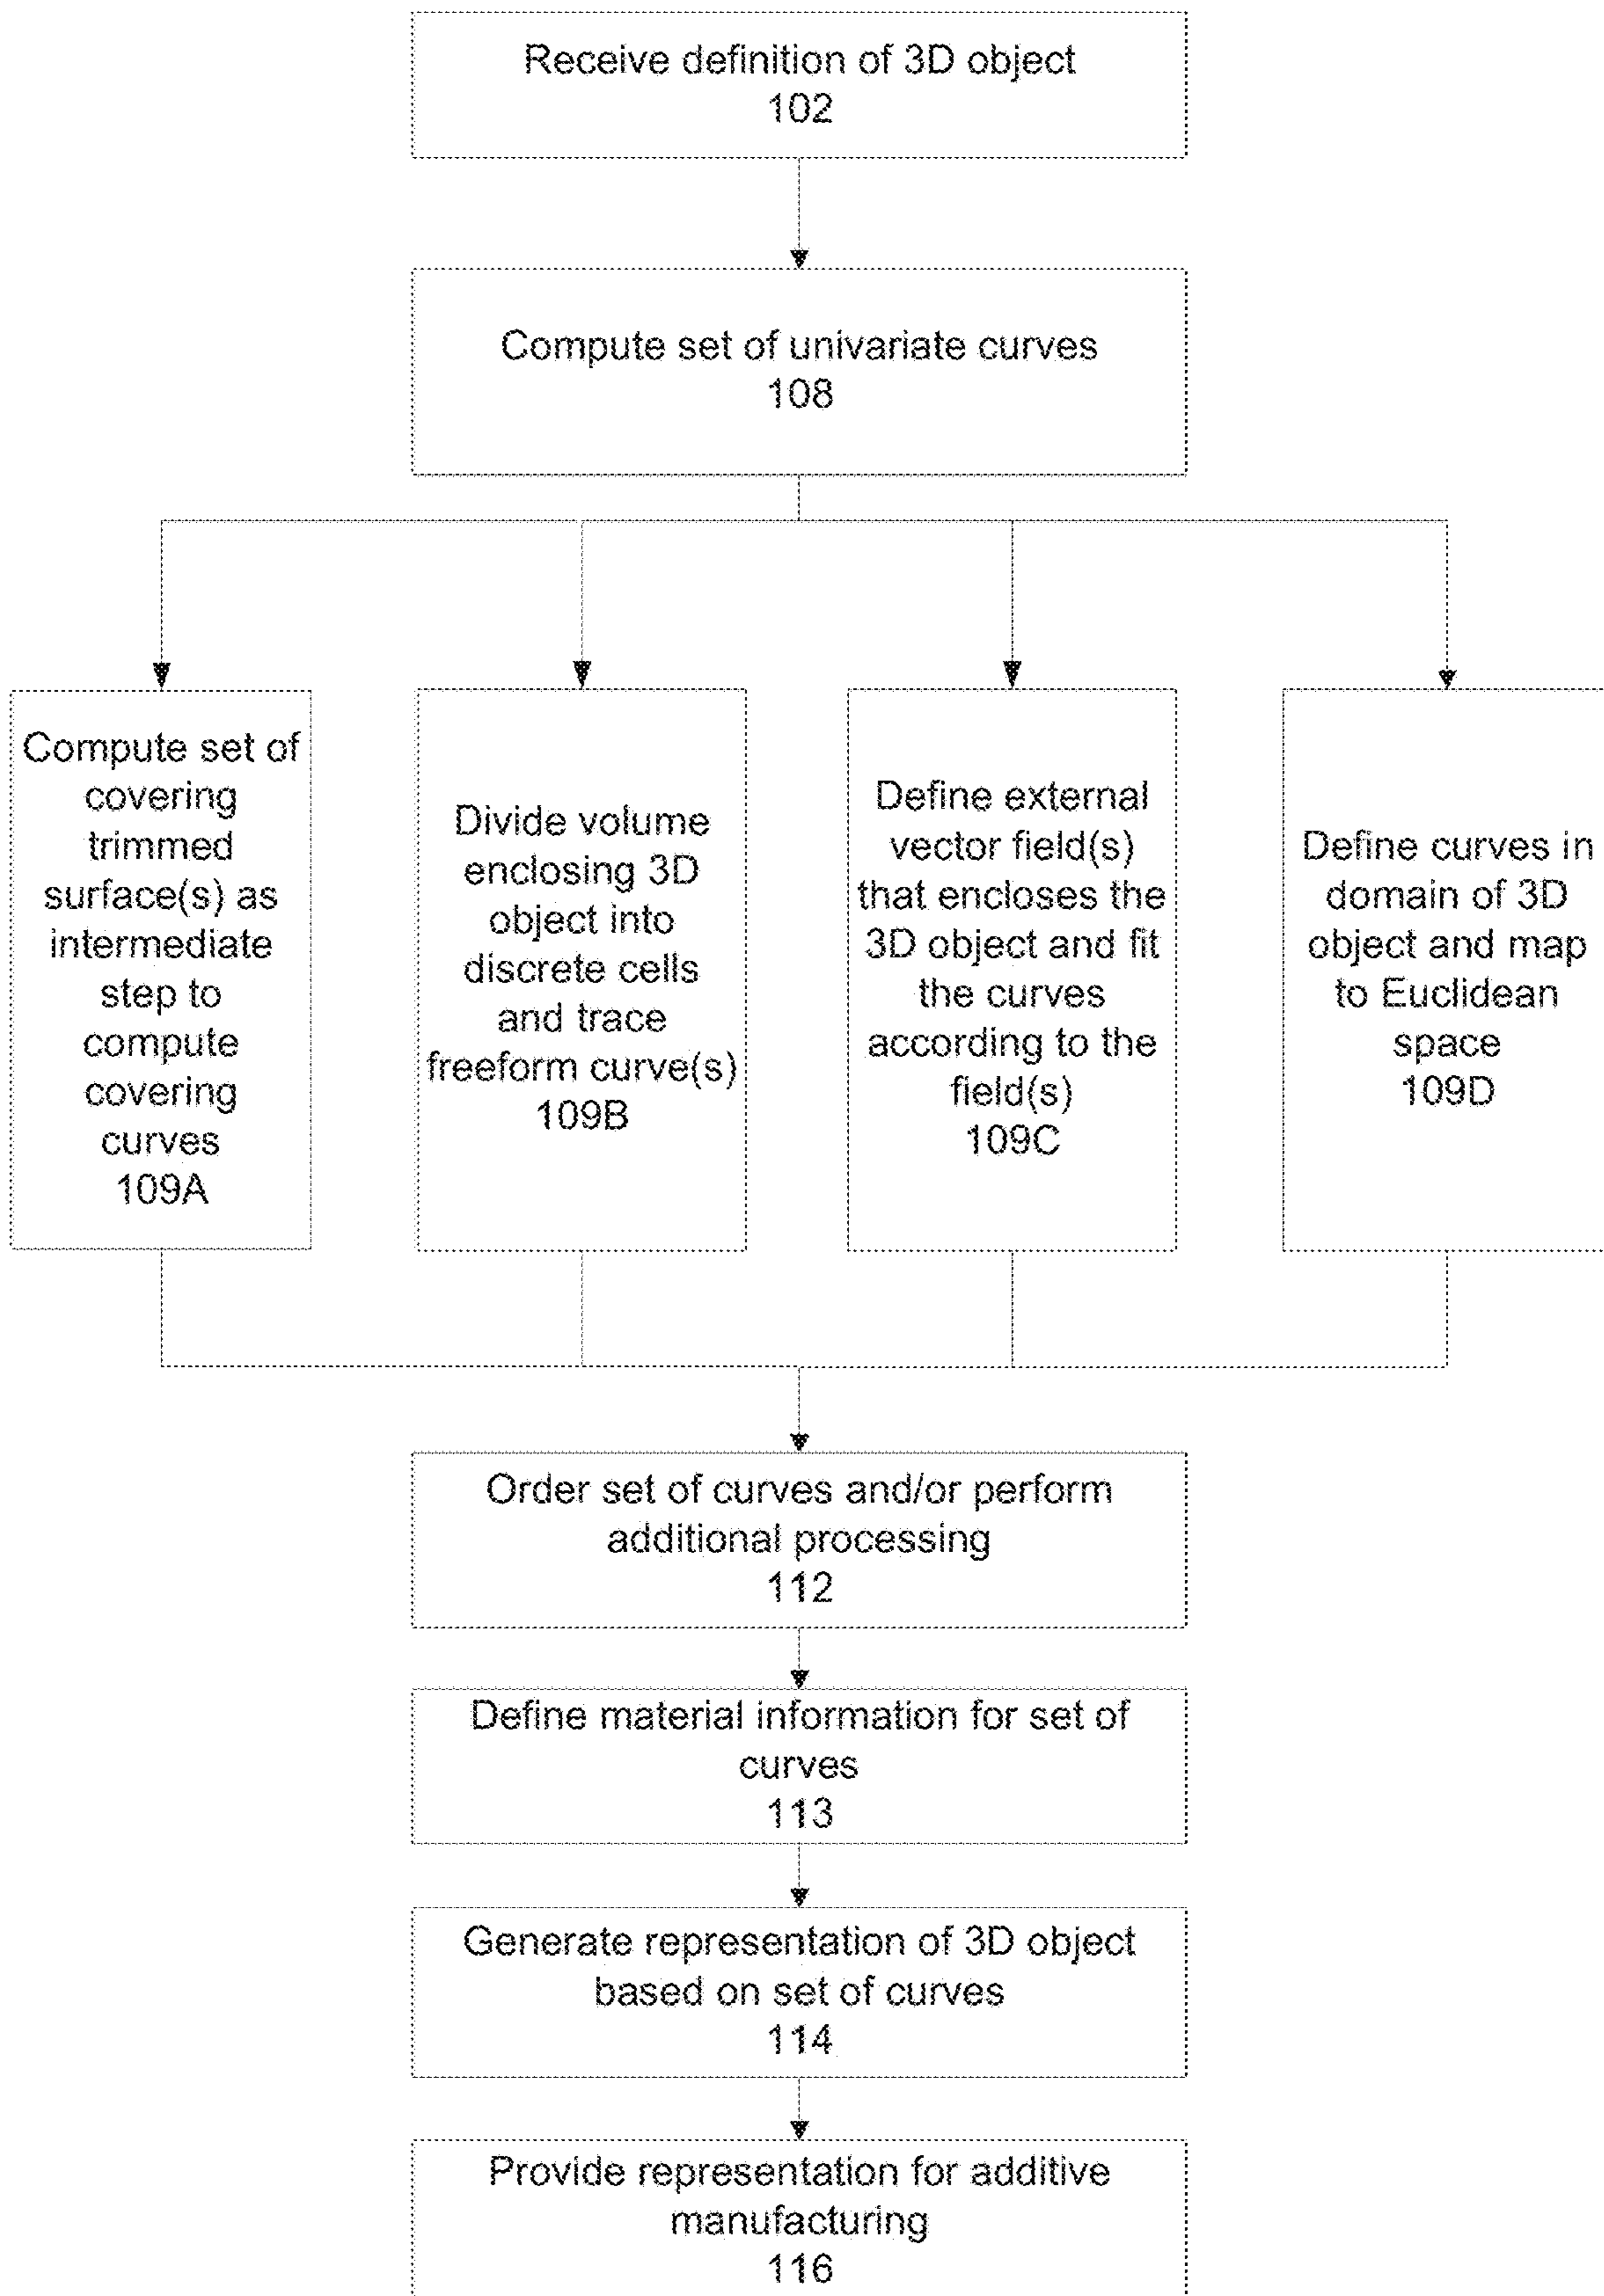 Receive definition of 3D object
102
Compute set of univariate curves
108
Compute set of
covering
trimmed
surface(s) as
intermediate
step to
compute
covering
curves
109A
Divide volume
enclosing 3D
object into
discrete cells
and trace
freeform curve(s)
109B
Define external
vector field(s)
that encloses the
3D object and fit
the curves
according to the
field(s)
109C
Define curves in
domain of 3D
object and map
to Euclidean
space
109D
Order set of curves and/or perform
additional processing
112
Define material information for set of
curves
113
Generate representation of 3D object
based on set of curves
114
Provide representation for additive
manufacturing
116